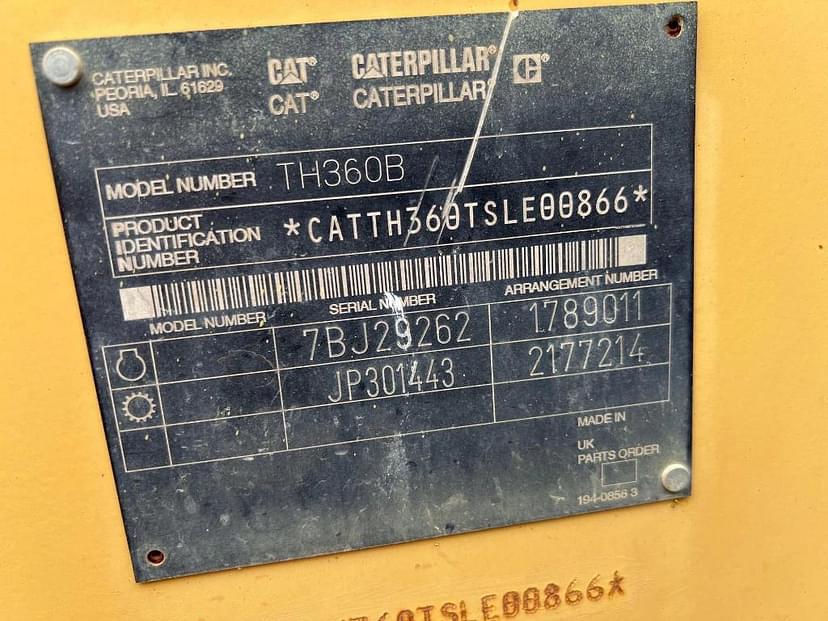 CATERPILLAR INC.
PEORIA, IL 61629
USA
CAT®
CATERPILLAR®
C
CAT®
CATERPILLAR®
MODEL NUMBER TH360B
PRODUCT
IDENTIFICATION
NUMBER
*CATTH360TSLE00866*
MODEL NUMBER SERIAL NUMBER ARRANGEMENT NUMBER
7BJ29262 1789011
JP301443 2177214
MADE IN
UK
PARTS ORDER
194-0856 3
360TSLE00866*